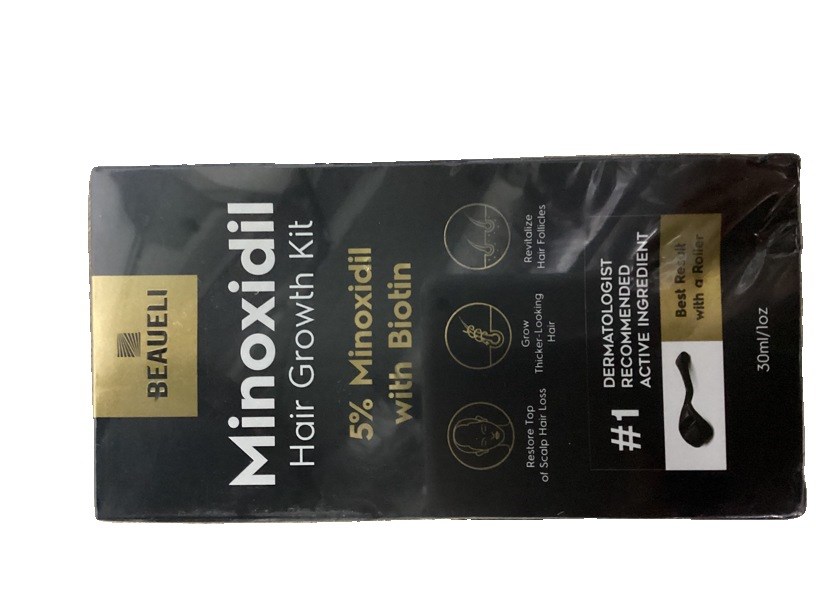 BEAUELI
Minoxidil
Hair Growth Kit
5% Minoxidil
with Biotin
Restore Top
of Scalp Hair Loss
Grow
Thicker-Looking
Hair
Revitalize
Hair Follicles
#1
DERMATOLOGIST
RECOMMENDED
ACTIVE INGREDIENT
Best Result
with a Roller
30ml/1oz